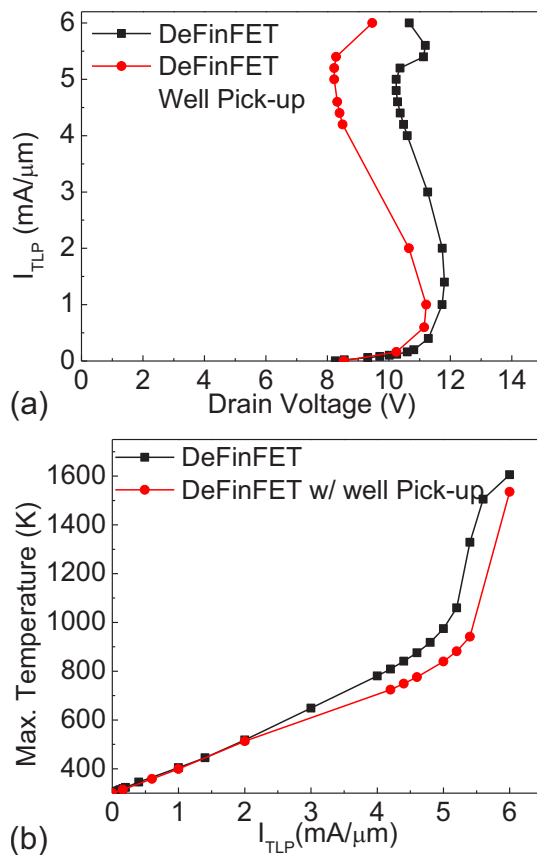 6
5
4
3
2
1
0
I_TLP (mA/μm)
DeFinFET
DeFinFET
Well Pick-up
0 2 4 6 8 10 12 14
(a)
Drain Voltage (V)
1600
1400
1200
1000
800
600
400
Max. Temperature (K)
DeFinFET
DeFinFET w/ well Pick-up
0 1 2 3 4 5 6
(b)
I_TLP(mA/μm)